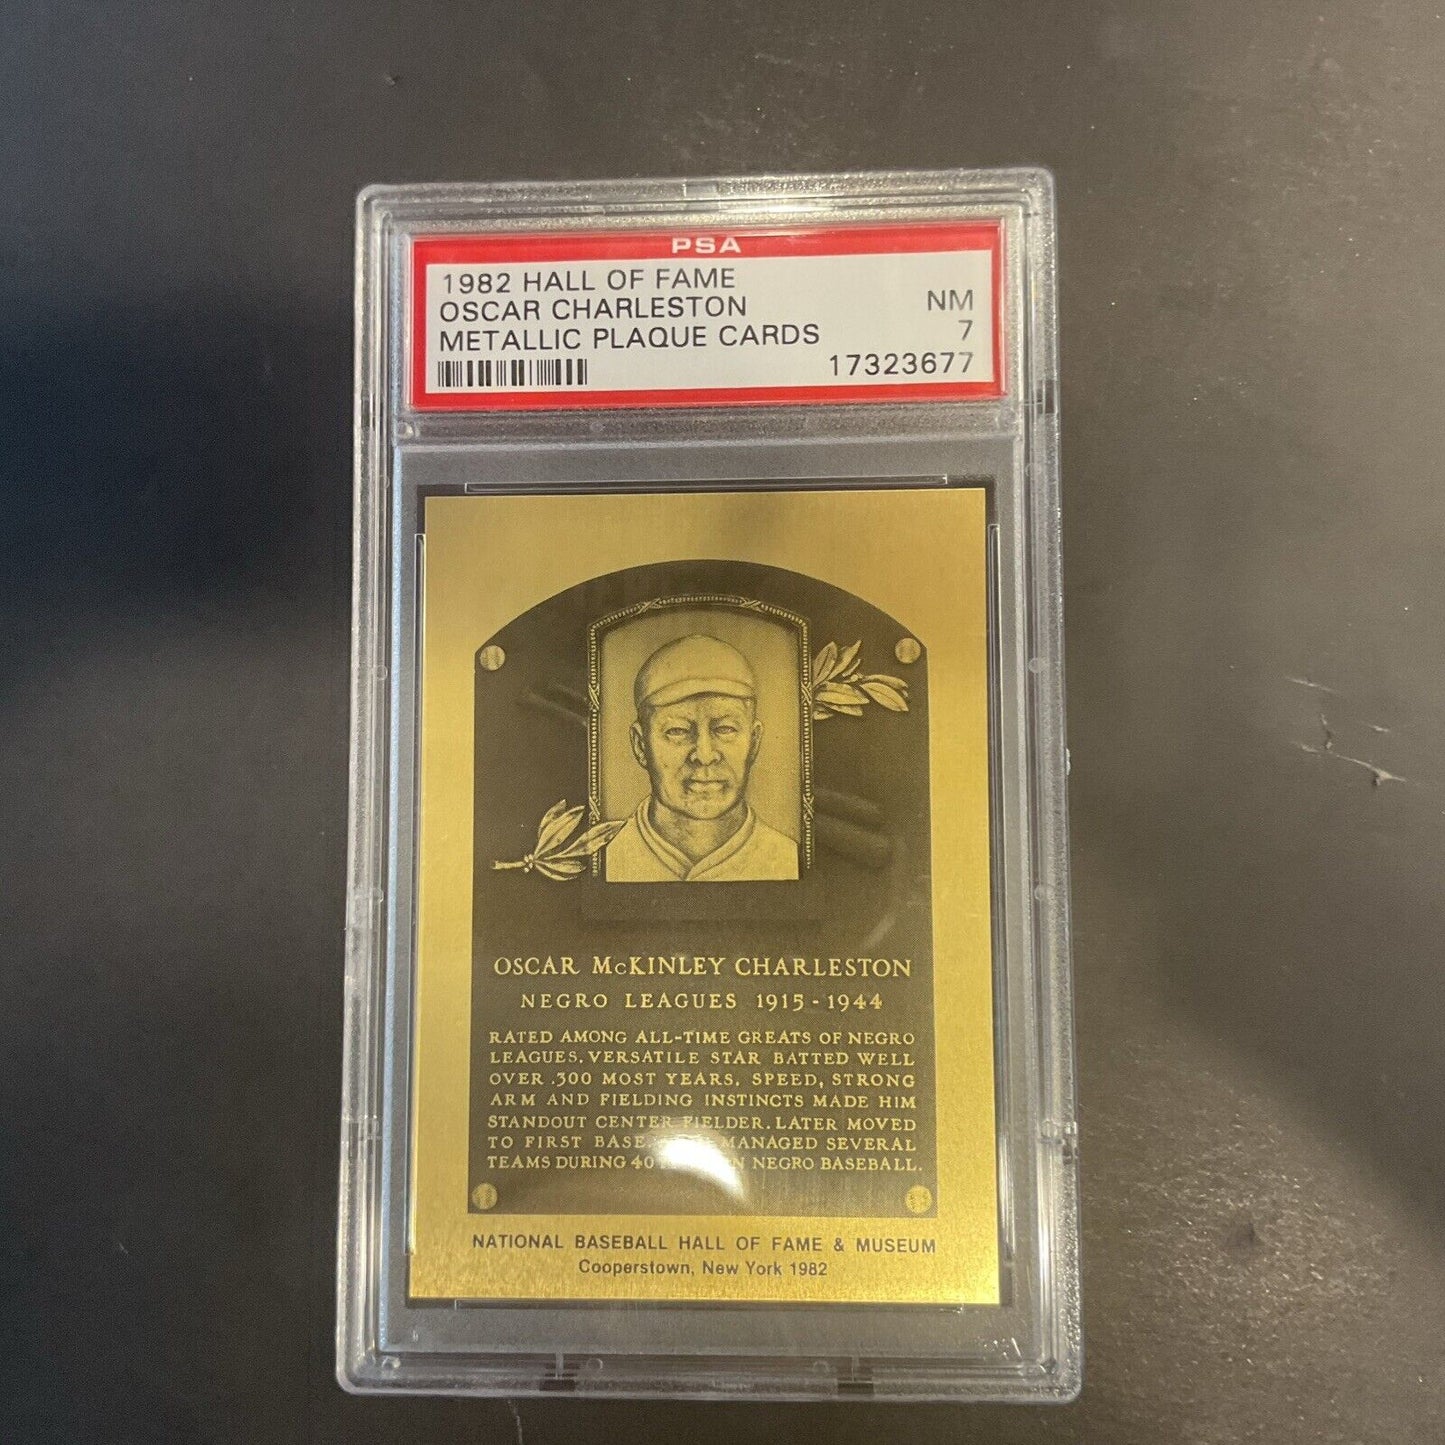 PSA
1982 HALL OF FAME
OSCAR CHARLESTON NM
METALLIC PLAQUE CARDS 7
17323677
OSCAR McKINLEY CHARLESTON
NEGRO LEAGUES 1915-1944
RATED AMONG ALL-TIME GREATS OF NEGRO
LEAGUES. VERSATILE STAR BATTED WELL
OVER .300 MOST YEARS. SPEED, STRONG
ARM AND FIELDING INSTINCTS MADE HIM
STANDOUT CENTER FIELDER. LATER MOVED
TO FIRST BASE. MANAGED SEVERAL
TEAMS DURING 40 IN NEGRO BASEBALL.
NATIONAL BASEBALL HALL OF FAME & MUSEUM
Cooperstown, New York 1982